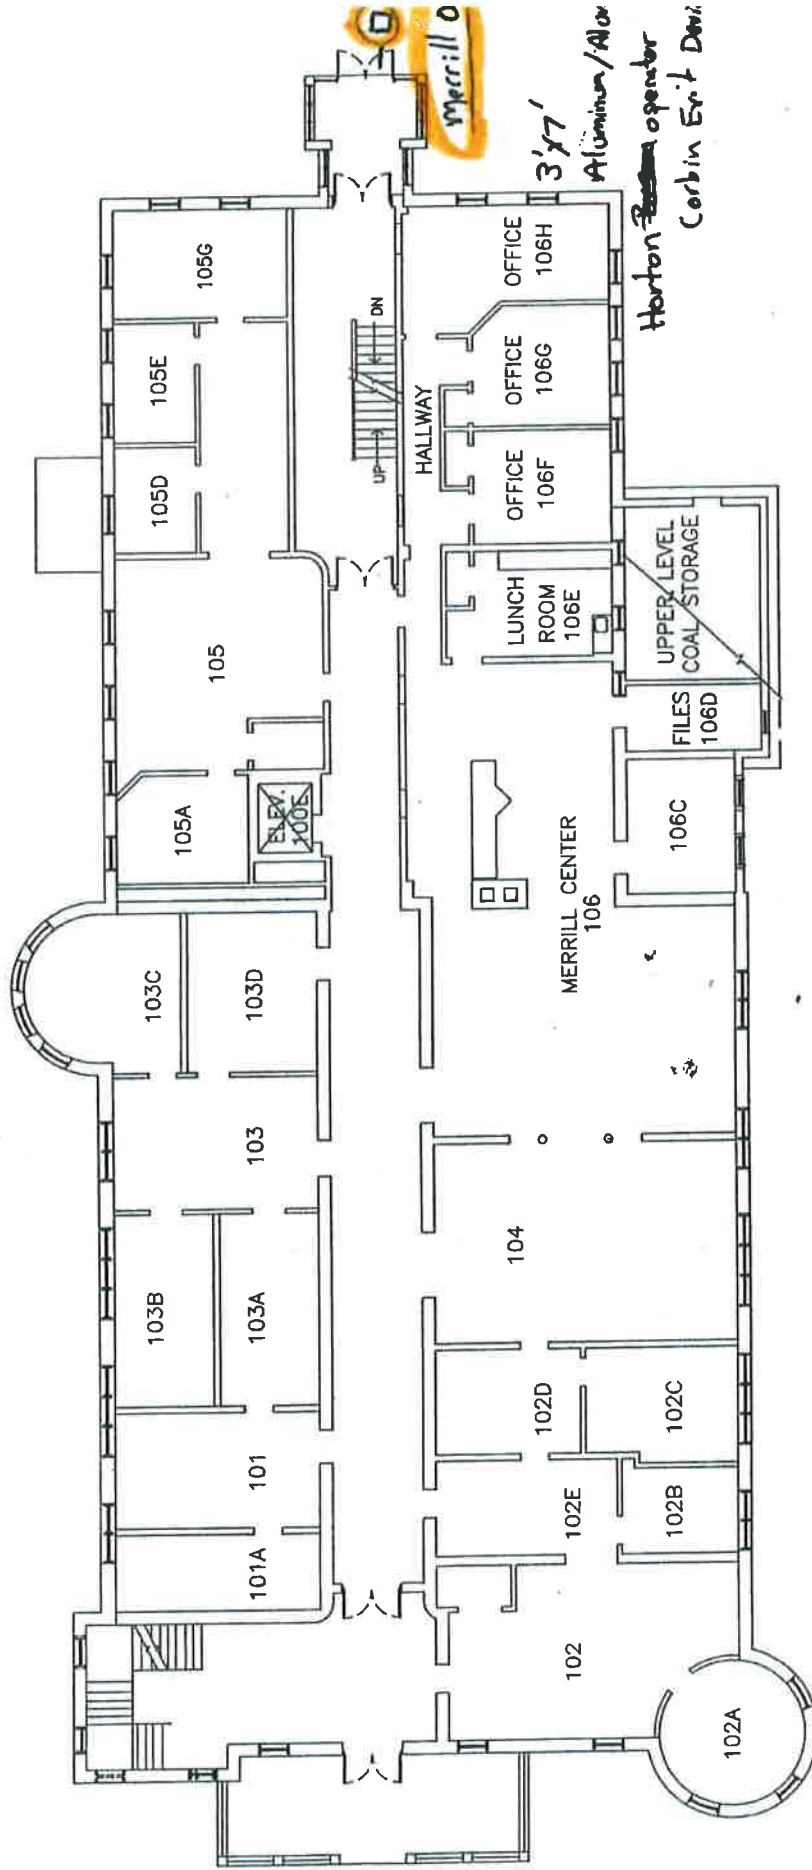 Merrill
3'x7'
Aluminum/
Horton operator
Corbin Exit
105G
105E
105D
105
105A
ELEV.
100E
103C
103D
103
103B
103A
101
101A
UP
DN
HALLWAY
OFFICE
106H
OFFICE
106G
OFFICE
106F
LUNCH
ROOM
106E
UPPER LEVEL
COAL STORAGE
FILES
106D
106C
MERRILL CENTER
106
104
102D
102C
102E
102B
102
102A